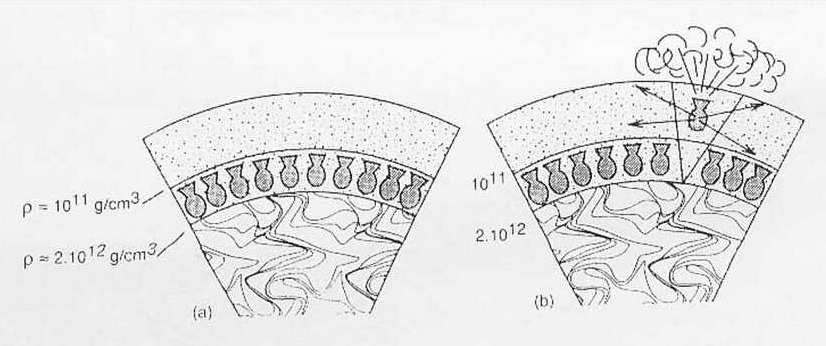 ρ = 10¹¹ g/cm³
ρ ≈ 2.10¹² g/cm³
(a)
10¹¹
2.10¹²
(b)